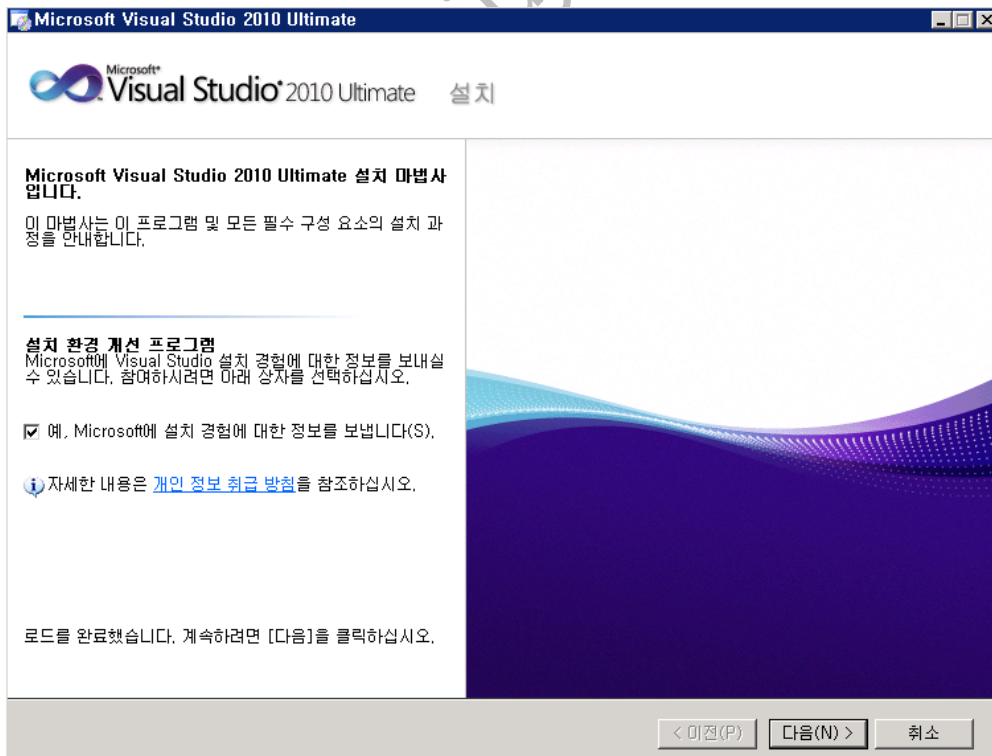 Microsoft Visual Studio 2010 Ultimate
Microsoft®
Visual Studio® 2010 Ultimate 설치
Microsoft Visual Studio 2010 Ultimate 설치 마법사
입니다.
이 마법사는 이 프로그램 및 모든 필수 구성 요소의 설치 과
정을 안내합니다.
설치 환경 개선 프로그램
Microsoft에 Visual Studio 설치 경험에 대한 정보를 보내실
수 있습니다. 참여하시려면 아래 상자를 선택하십시오.
예, Microsoft에 설치 경험에 대한 정보를 보냅니다(S).
자세한 내용은 개인 정보 취급 방침을 참조하십시오.
로드를 완료했습니다. 계속하려면 [다음]을 클릭하십시오.
< 이전(P) 다음(N) > 취소